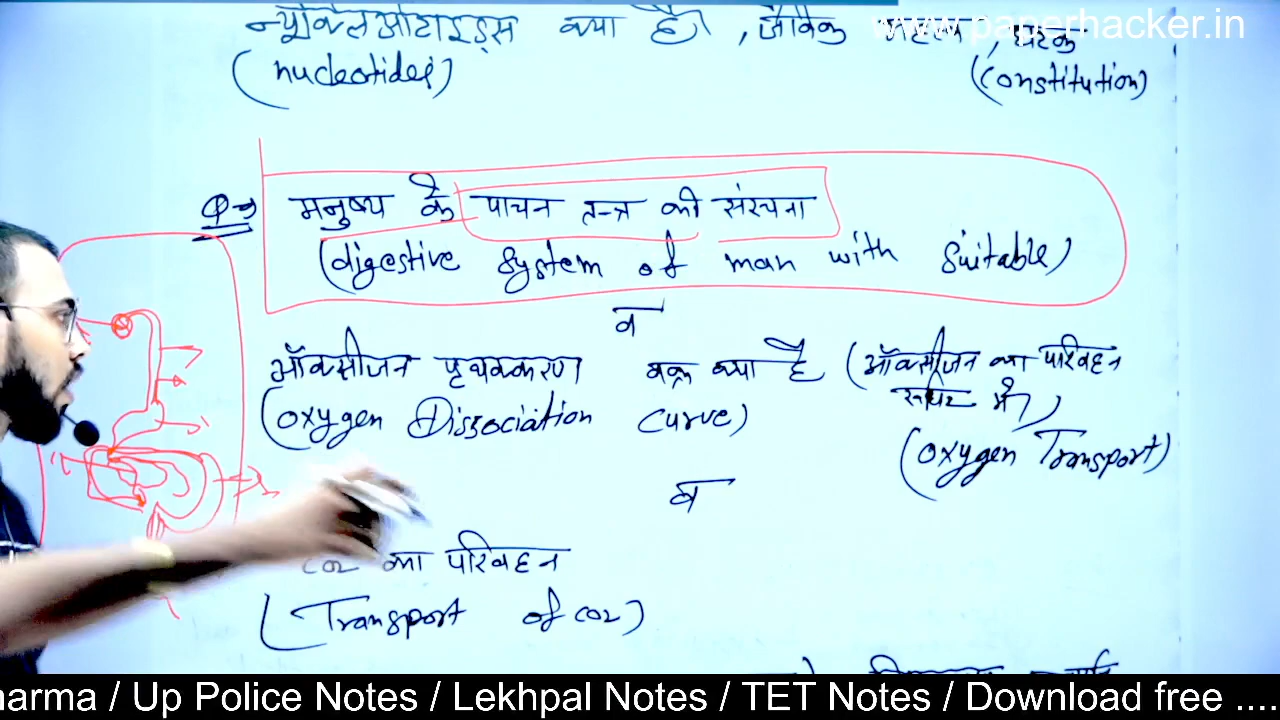 न्यूक्लिओटाइड्स क्या है। , जैविक महत्व , घटक
www.paperhacker.in
(nucleotides) (Constitution)
Q→ मनुष्य के पाचन तन्त्र की संरचना
(digestive system of man with Suitable)
व
ऑक्सीजन पृथक्करण वक्र क्या है (ऑक्सीजन का परिवहन
रूधिर में)
(oxygen Dissociation Curve)
(oxygen Transport)
व
CO2 का परिवहन
(Transport of CO2)
harma / Up Police Notes / Lekhpal Notes / TET Notes / Download free ....